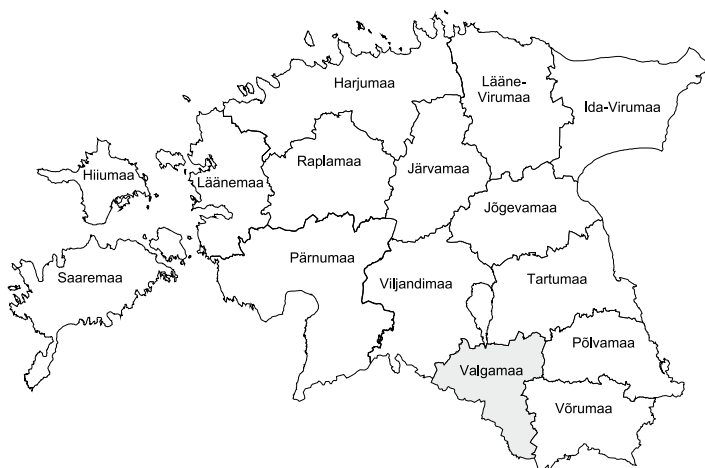 Harjumaa
Lääne-
Virumaa
Ida-Virumaa
Hiiumaa
Läänemaa
Raplamaa
Järvamaa
Jõgevamaa
Saaremaa
Pärnumaa
Viljandimaa
Tartumaa
Valgamaa
Põlvamaa
Võrumaa